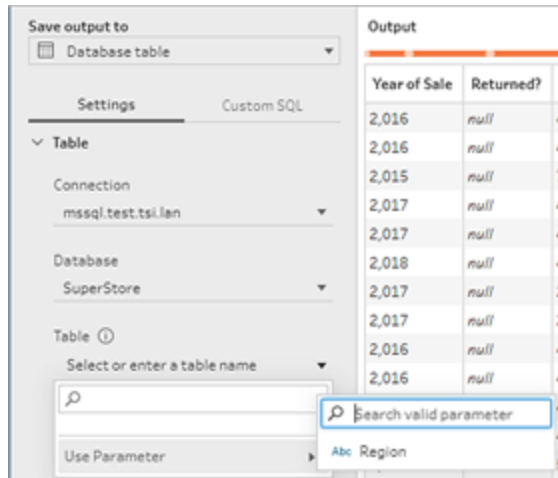 Save output to
Database table
Settings
Custom SQL
Table
Connection
mssql.test.tsi.lan
Database
SuperStore
Table
Select or enter a table name
Use Parameter
Output
Year of Sale Returned?
2,016 null
2,016 null
2,015 null
2,017 null
2,017 null
2,018 null
2,017 null
2,017 null
2,016 null
2,016 null
Search valid parameter
Abc Region